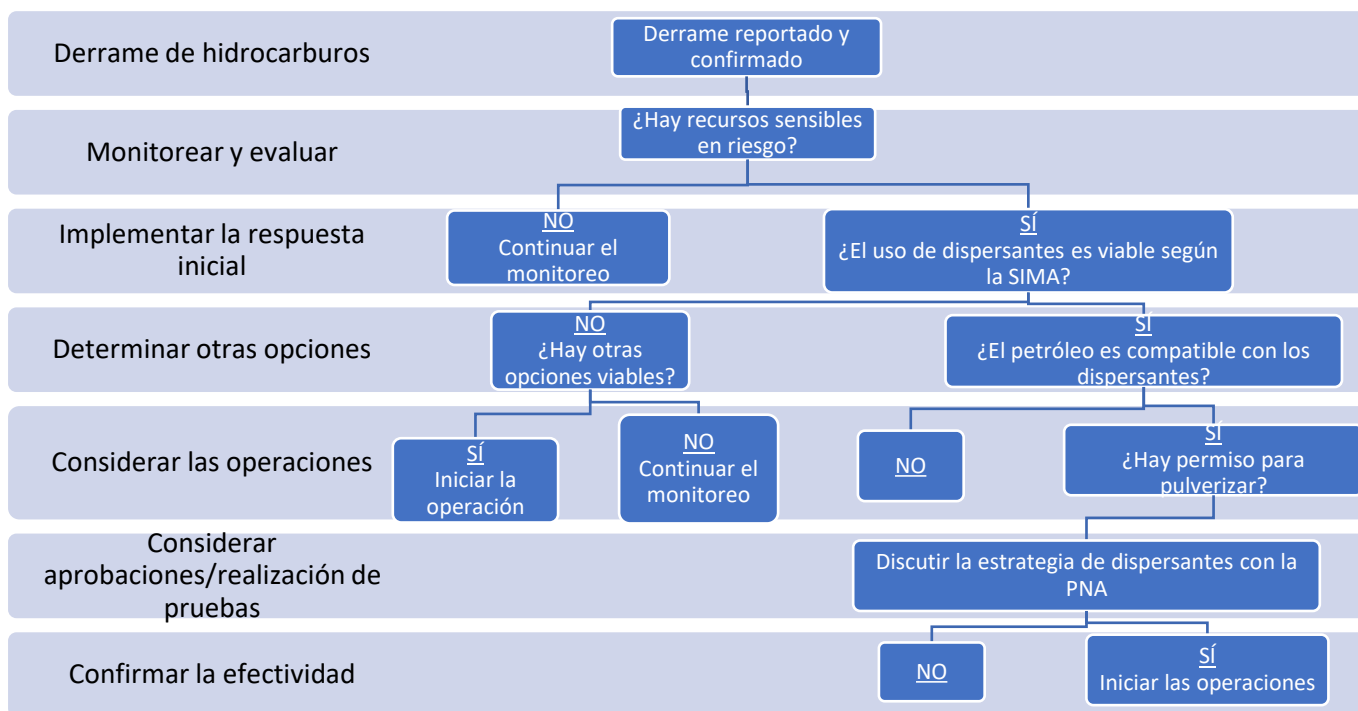 Derrame de hidrocarburos
Derrame reportado y
confirmado
Monitorear y evaluar
¿Hay recursos sensibles
en riesgo?
Implementar la respuesta
inicial
NO
Continuar el
monitoreo
SÍ
¿El uso de dispersantes es viable según
la SIMA?
Determinar otras opciones
NO
¿Hay otras
opciones viables?
SÍ
¿El petróleo es compatible con los
dispersantes?
Considerar las operaciones
SÍ
Iniciar la
operación
NO
Continuar el
monitoreo
NO
SÍ
¿Hay permiso para
pulverizar?
Considerar
aprobaciones/realización de
pruebas
Discutir la estrategia de dispersantes con la
PNA
Confirmar la efectividad
NO
SÍ
Iniciar las operaciones